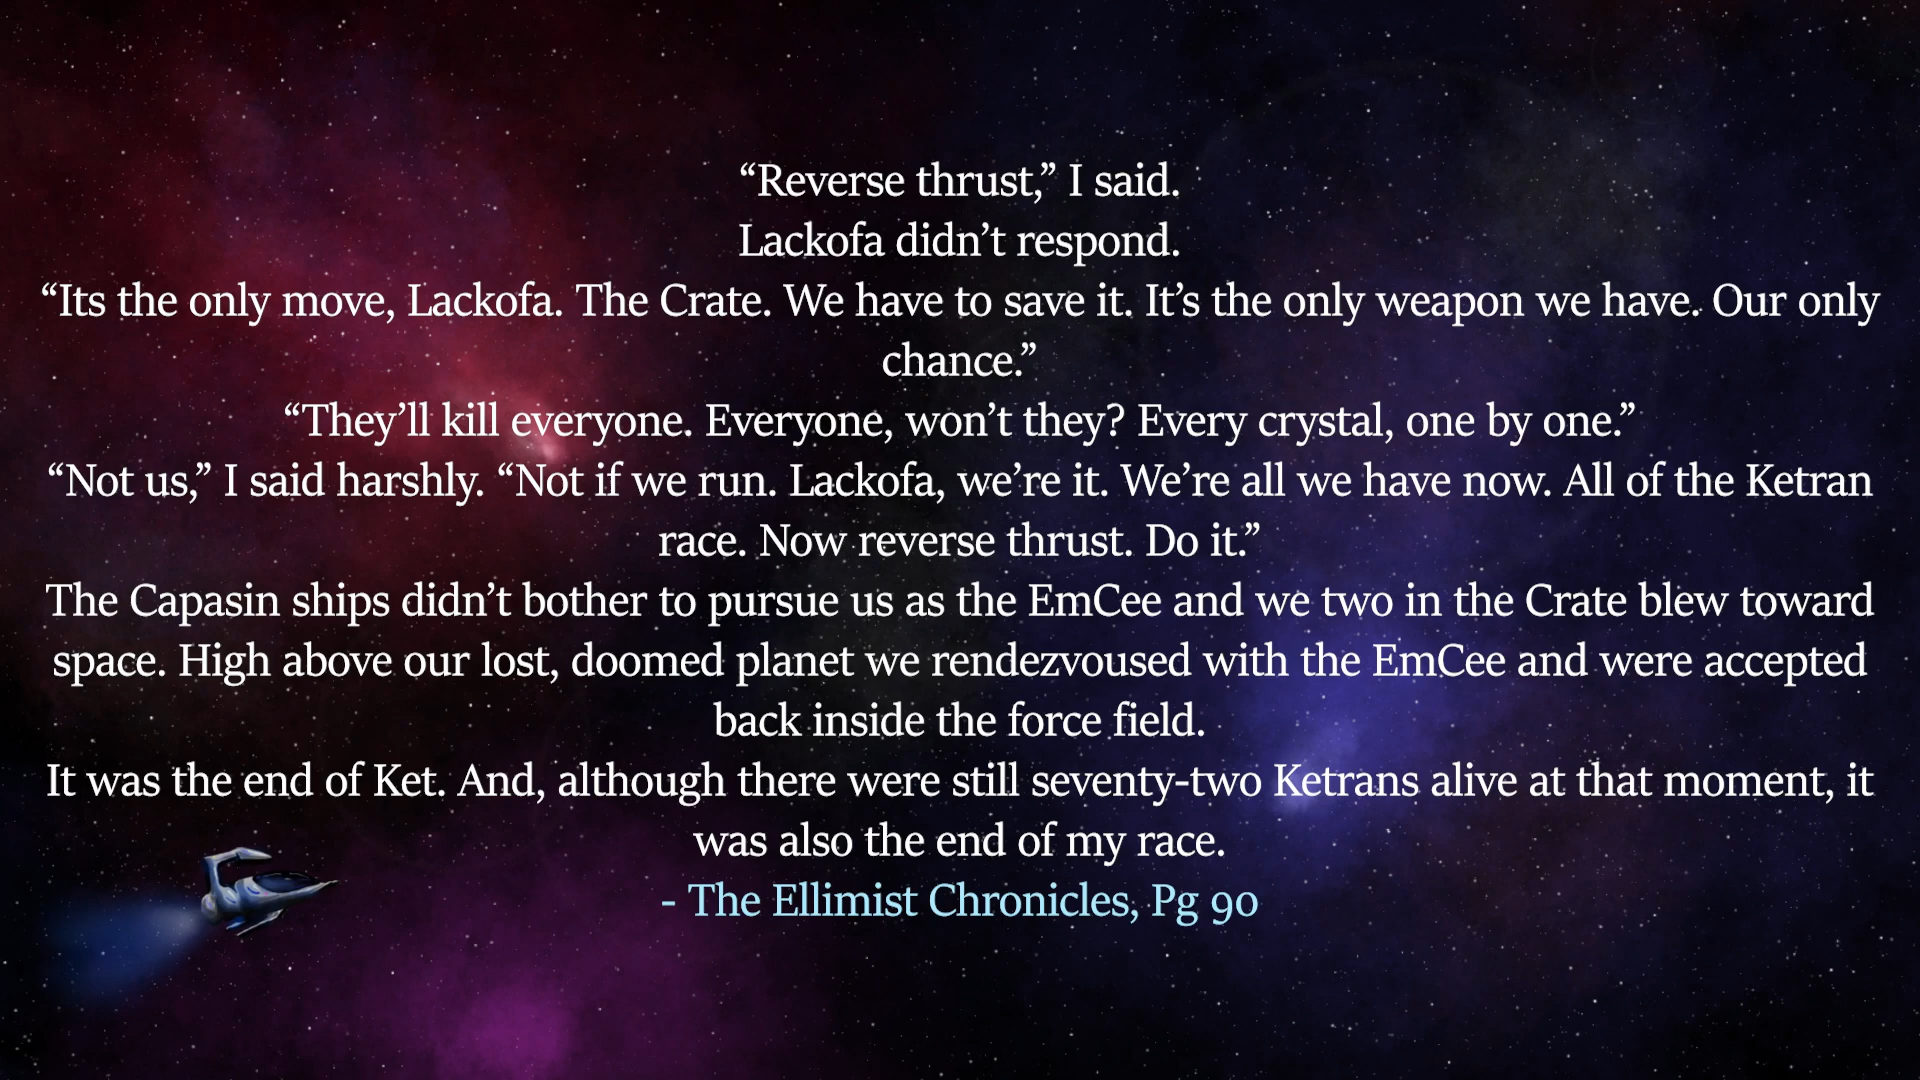 “Reverse thrust,” I said.
Lackofa didn’t respond.
“Its the only move, Lackofa. The Crate. We have to save it. It’s the only weapon we have. Our only
chance.”
“They’ll kill everyone. Everyone, won’t they? Every crystal, one by one.”
“Not us,” I said harshly. “Not if we run. Lackofa, we’re it. We’re all we have now. All of the Ketran
race. Now reverse thrust. Do it.”
The Capasin ships didn’t bother to pursue us as the EmCee and we two in the Crate blew toward
space. High above our lost, doomed planet we rendezvoused with the EmCee and were accepted
back inside the force field.
It was the end of Ket. And, although there were still seventy-two Ketrans alive at that moment, it
was also the end of my race.
- The Ellimist Chronicles, Pg 90